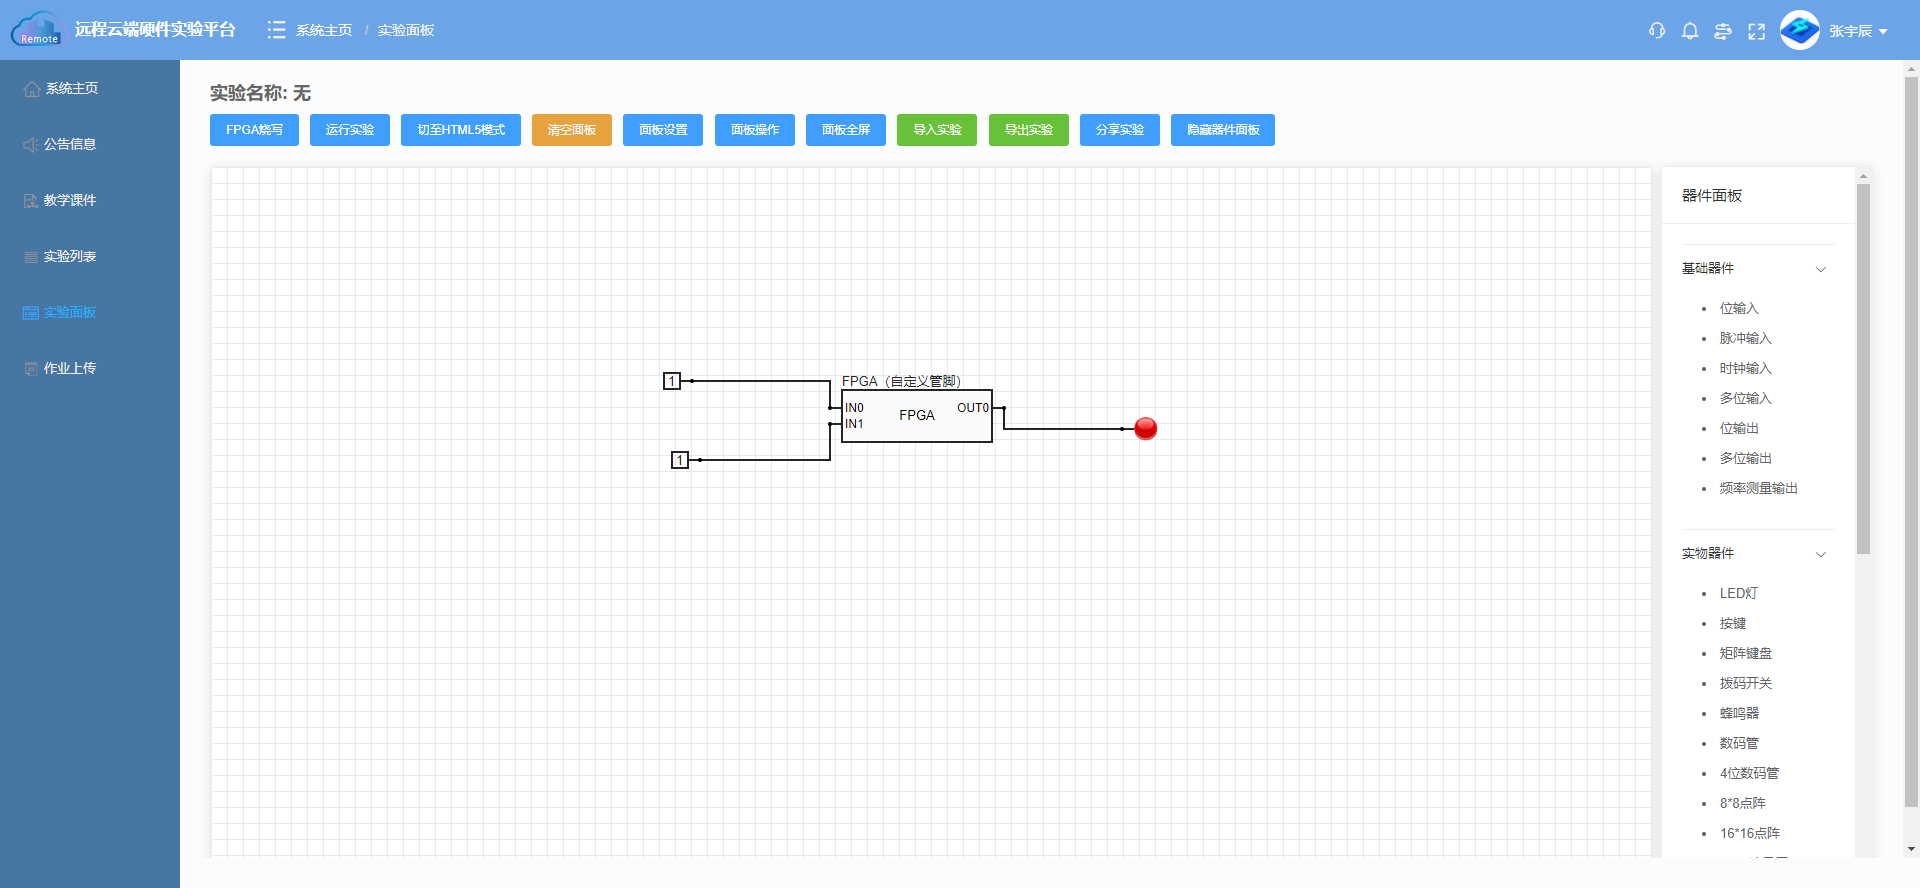 Remote
远程云端硬件实验平台
系统主页 / 实验面板
张宇辰
系统主页
公告信息
教学课件
实验列表
实验面板
作业上传
实验名称: 无
FPGA烧写
运行实验
切至HTML5模式
清空面板
面板设置
面板操作
面板全屏
导入实验
导出实验
分享实验
隐藏器件面板
1
1
FPGA（自定义管脚）
IN0
IN1
FPGA
OUT0
器件面板
基础器件
位输入
脉冲输入
时钟输入
多位输入
位输出
多位输出
频率测量输出
实物器件
LED灯
按键
矩阵键盘
拨码开关
蜂鸣器
数码管
4位数码管
8*8点阵
16*16点阵